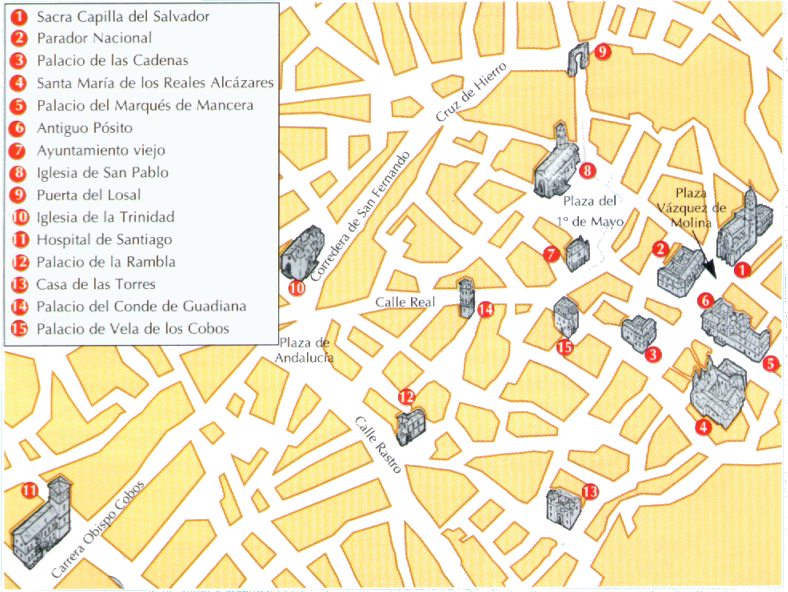 1 Sacra Capilla del Salvador
2 Parador Nacional
3 Palacio de las Cadenas
4 Santa María de los Reales Alcázares
5 Palacio del Marqués de Mancera
6 Antiguo Pósito
7 Ayuntamiento viejo
8 Iglesia de San Pablo
9 Puerta del Losal
10 Iglesia de la Trinidad
11 Hospital de Santiago
12 Palacio de la Rambla
13 Casa de las Torres
14 Palacio del Conde de Guadiana
15 Palacio de Vela de los Cobos
9
Cruz de Hierro
8
Corredera de San Fernando
Plaza del
1º de Mayo
Plaza
Vázquez de
Molina
7
2
1
10
Calle Real
14
6
15
3
5
Plaza de
Andalucía
12
4
Calle Rastro
11
13
Carrera Obispo Cobos